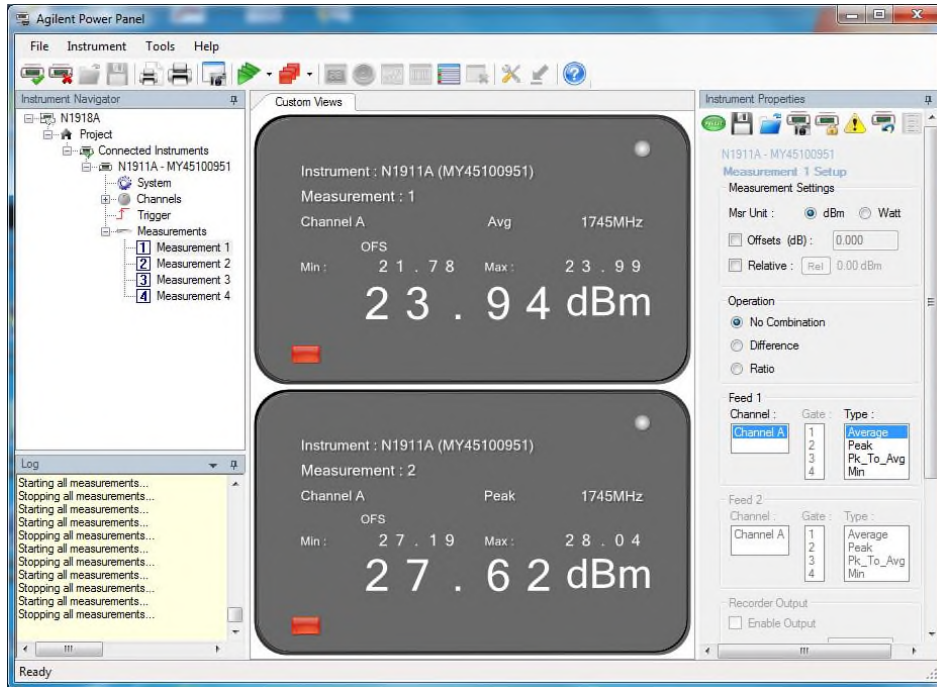 Agilent Power Panel
File Instrument Tools Help
Instrument Navigator
N1918A
Project
Connected Instruments
N1911A - MY45100951
System
Channels
Trigger
Measurements
1 Measurement 1
2 Measurement 2
3 Measurement 3
4 Measurement 4
Log
Starting all measurements...
Stopping all measurements...
Starting all measurements...
Starting all measurements...
Stopping all measurements...
Starting all measurements...
Stopping all measurements...
Starting all measurements...
Stopping all measurements...
Starting all measurements...
Stopping all measurements...
Ready
Custom Views
Instrument : N1911A (MY45100951)
Measurement : 1
Channel A Avg 1745MHz
OFS
Min : 21.78 Max : 23.99
23.94 dBm
Instrument : N1911A (MY45100951)
Measurement : 2
Channel A Peak 1745MHz
OFS
Min : 27.19 Max : 28.04
27.62 dBm
Instrument Properties
N1911A - MY45100951
Measurement 1 Setup
Measurement Settings
Msr Unit : dBm Watt
Offsets (dB) : 0.000
Relative : Rel 0.00 dBm
Operation
No Combination
Difference
Ratio
Feed 1
Channel : Gate : Type :
Channel A 1 Average
2 Peak
3 Pk_To_Avg
4 Min
Feed 2
Channel : Gate : Type :
Channel A 1 Average
2 Peak
3 Pk_To_Avg
4 Min
Recorder Output
Enable Output